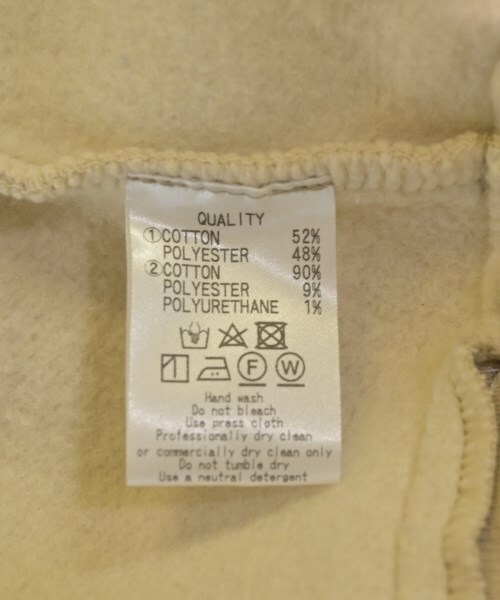 QUALITY
①COTTON 52%
POLYESTER 48%
②COTTON 90%
POLYESTER 9%
POLYURETHANE 1%
F W
Hand wash
Do not bleach
Use press cloth
Professionally dry clean
or commercially dry clean only
Do not tumble dry
Use a neutral detergent